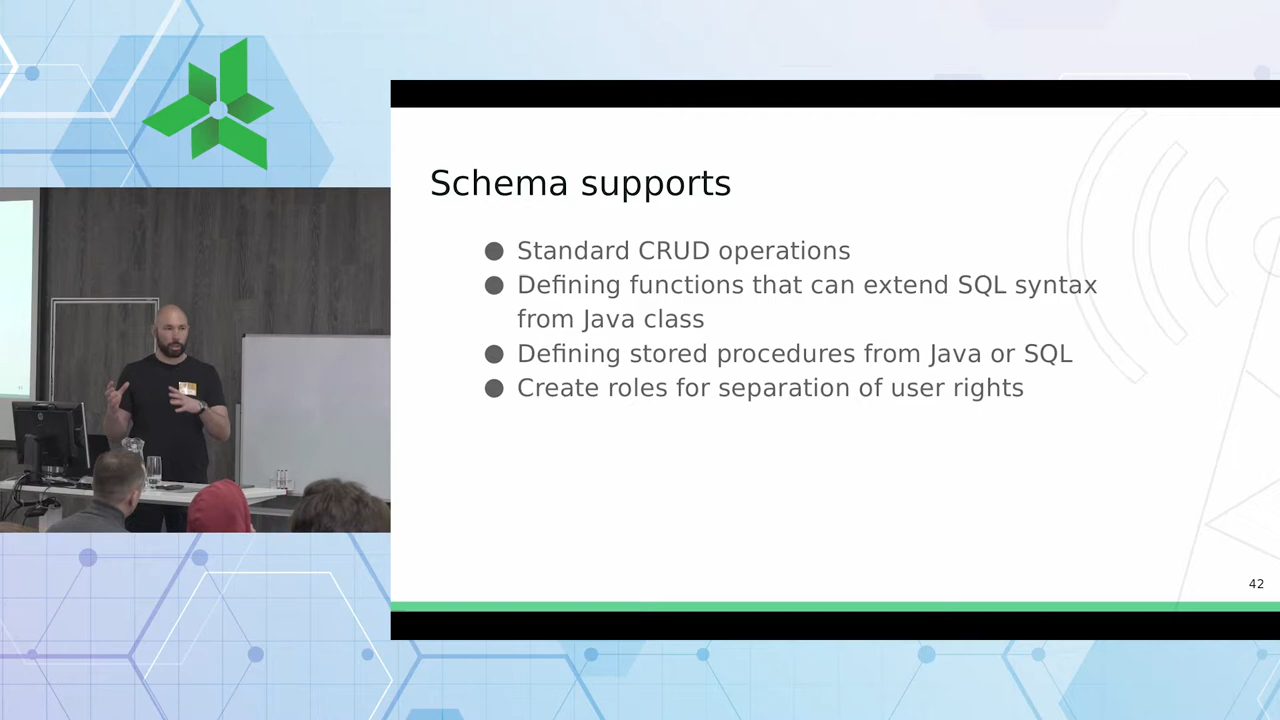 Schema supports
● Standard CRUD operations
● Defining functions that can extend SQL syntax
from Java class
● Defining stored procedures from Java or SQL
● Create roles for separation of user rights
42